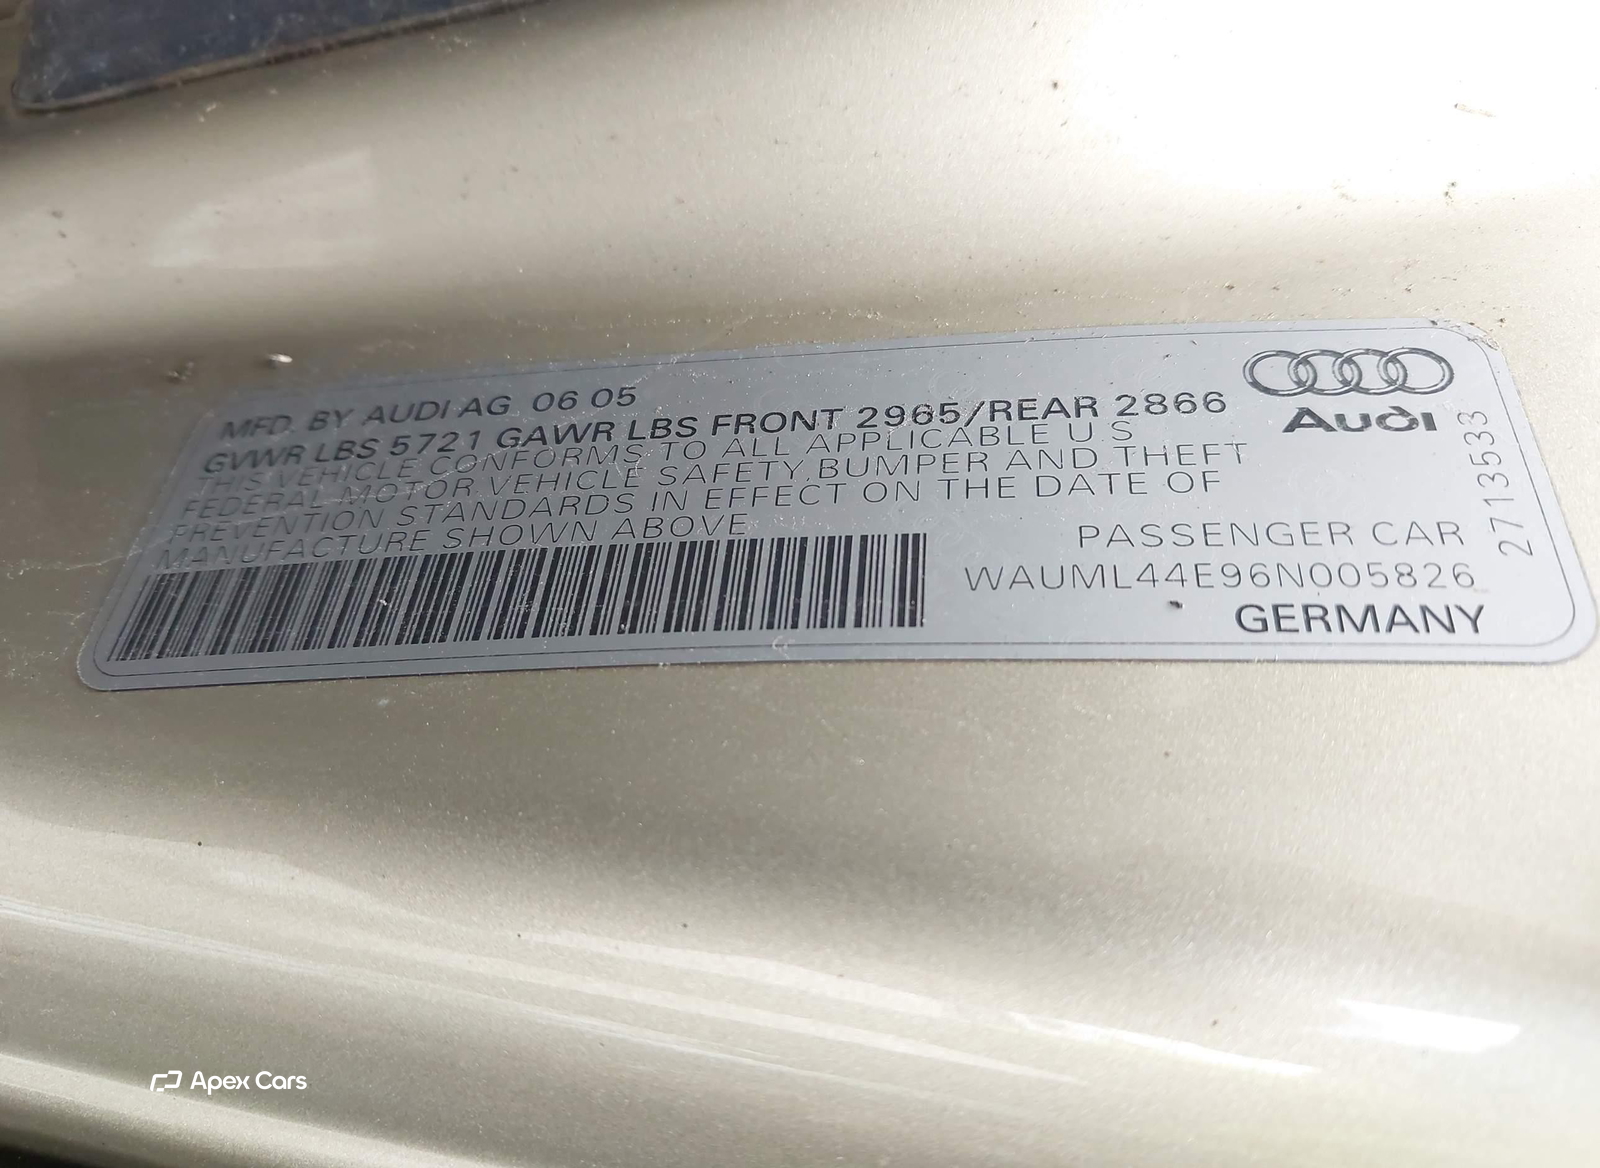 MFD. BY AUDI AG 06 05
GVWR LBS 5721 GAWR LBS FRONT 2965/REAR 2866
THIS VEHICLE CONFORMS TO ALL APPLICABLE U.S
FEDERAL MOTOR VEHICLE SAFETY, BUMPER AND THEFT
PREVENTION STANDARDS IN EFFECT ON THE DATE OF
MANUFACTURE SHOWN ABOVE
Audi
2713533
PASSENGER CAR
WAUML44E96N005826
GERMANY
Apex Cars